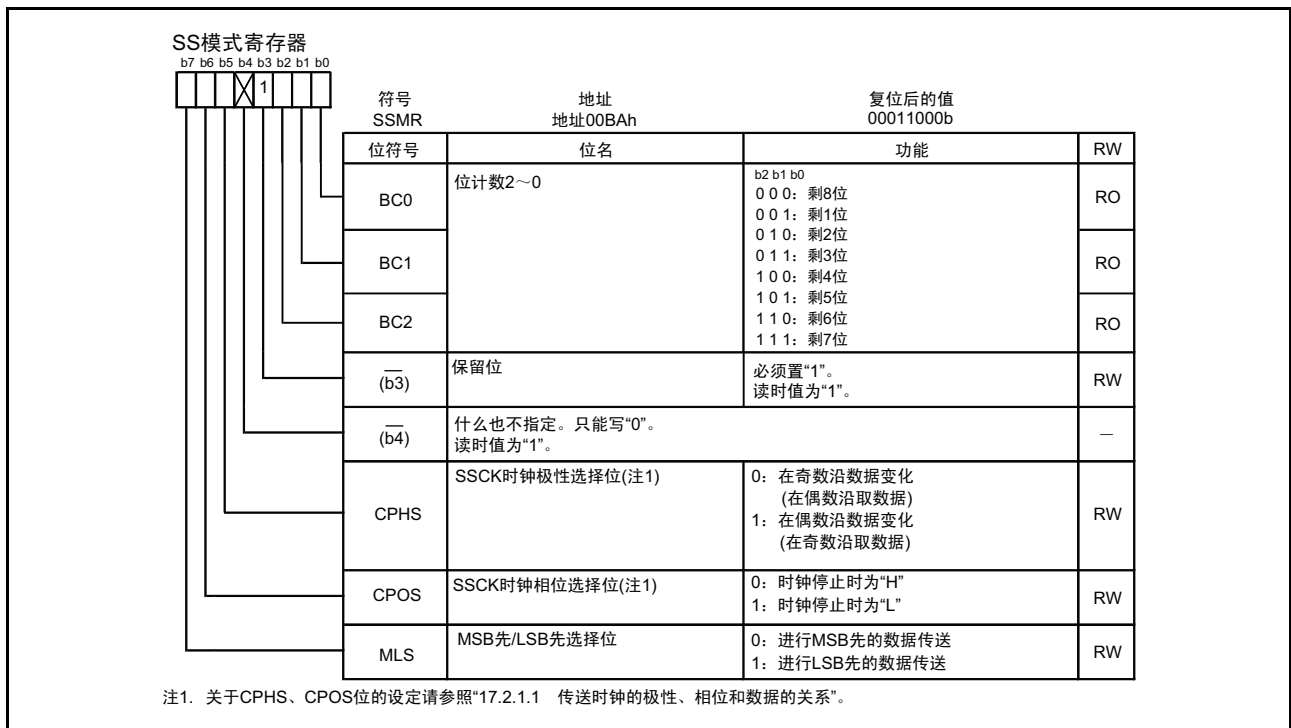 SS模式寄存器
b7 b6 b5 b4 b3 b2 b1 b0
1
符号 地址 复位后的值
SSMR 地址00BAh 00011000b
位符号 位名 功能 RW
BC0 位计数2～0 RO
b2 b1 b0
0 0 0：剩8位
0 0 1：剩1位
0 1 0：剩2位
BC1 RO
0 1 1：剩3位
1 0 0：剩4位
1 0 1：剩5位
BC2 RO
1 1 0：剩6位
1 1 1：剩7位
— (b3) 保留位 必须置“1”。 RW
读时值为“1”。
— (b4) 什么也不指定。只能写“0”。 —
读时值为“1”。
CPHS SSCK时钟极性选择位(注1) 0：在奇数沿数据变化 RW
(在偶数沿取数据)
1：在偶数沿数据变化
(在奇数沿取数据)
CPOS SSCK时钟相位选择位(注1) 0：时钟停止时为“H” RW
1：时钟停止时为“L”
MLS MSB先/LSB先选择位 0：进行MSB先的数据传送 RW
1：进行LSB先的数据传送
注1. 关于CPHS、CPOS位的设定请参照“17.2.1.1 传送时钟的极性、相位和数据的关系”。